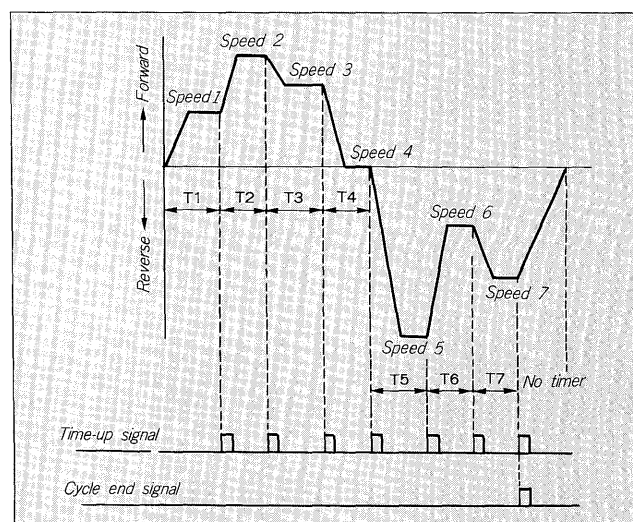 Speed 2
Speed 3
Forward
Speed 1
Speed 4
T1 T2 T3 T4
Reverse
Speed 6
Speed 7
Speed 5
T5 T6 T7 No timer
Time-up signal
Cycle end signal